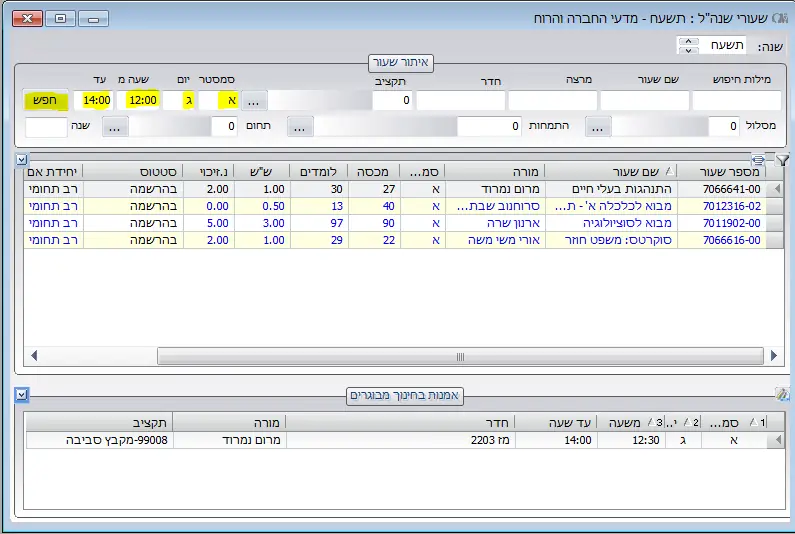 שעורי שנה"ל : תשעח - מדעי החברה והרוח
שנה: תשעח
איתור שעור
מילות חיפוש שם שעור מרצה חדר תקציב סמסטר יום שעה מ עד
0 ... א ג 12:00 14:00 חפש
מסלול 0 ... התמחות 0 ... תחום 0 ... שנה
מספר שעור שם שעור מורה סמ... מכסה לומדים ש"ש נ.זיכוי סטטוס יחידת אם
7066641-00 התנהגות בעלי חיים מרום נמרוד א 27 30 1.00 2.00 בהרשמה רב תחומי
7012316-02 מבוא לכלכלה א' - ת... סרוחנוב שבת... א 40 13 0.50 0.00 בהרשמה רב תחומי
7011902-00 מבוא לסוציולוגיה ארנון שרה א 90 97 3.00 5.00 בהרשמה רב תחומי
7066616-00 סוקרטס: משפט חוזר אורי משי משה א 22 29 1.00 2.00 בהרשמה רב תחומי
אמנות בחינוך מבוגרים
1 סמ... 2 י.. 3 משעה עד שעה חדר מורה תקציב
א ג 12:30 14:00 מז 2203 מרום נמרוד 99008-מקבץ סביבה